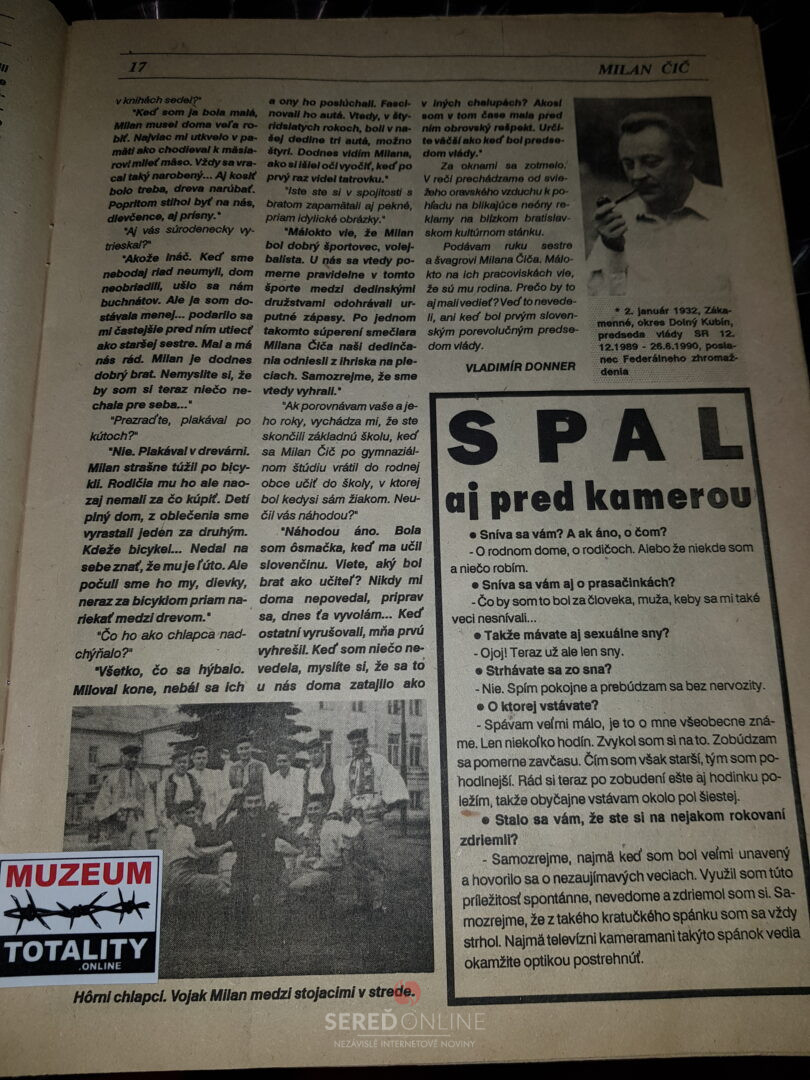 17
MILAN ČIČ
v knihách sedel?"
"Keď som ja bola malá,
Milan musel doma veľa ro-
biť. Najviac mi utkvelo v pa-
mäti ako chodieval k mäsia-
rovi mlieť mäso. Vždy sa vra-
cal taký narobený... Aj kosiť
bolo treba, dreva narúbať.
Popritom stihol byť na nás,
dievčence, aj prísny."
"Aj vás súrodenecky vy-
trieskal?"
"Akože ináč. Keď sme
nebodaj riad neumyli, dom
neobriadili, ušlo sa nám
buchnátov. Ale ja som do-
stávala menej... podarilo sa
mi častejšie pred ním utiecť
ako staršej sestre. Mal a má
nás rád. Milan je dodnes
dobrý brat. Nemyslite si, že
by som si teraz niečo ne-
chala pre seba..."
"Prezraďte, plakával po
kútoch?"
"Nie. Plakával v drevárni.
Milan strašne túžil po bicy-
kli. Rodičia mu ho ale nao-
zaj nemali za čo kúpiť. Detí
plný dom, z oblečenia sme
vyrastali jeden za druhým.
Kdeže bicykel... Nedal na
sebe znať, že mu je ľúto. Ale
počuli sme ho my, dievky,
neraz za bicyklom priam na-
riekať medzi drevom."
"Čo ho ako chlapca nad-
chýňalo?"
"Všetko, čo sa hýbalo.
Miloval kone, nebál sa ich
a ony ho poslúchali. Fasci-
novali ho autá. Vtedy, v šty-
ridsiatych rokoch, boli v na-
šej dedine tri autá, možno
štyri. Dodnes vidím Milana,
ako si išiel oči vyočiť, keď po
prvý raz videl tatrovku."
"Iste ste si v spojitosti s
bratom zapamätali aj pekné,
priam idylické obrázky."
"Málokto vie, že Milan
bol dobrý športovec, volej-
balista. U nás sa vtedy po-
merne pravidelne v tomto
športe medzi dedinskými
družstvami odohrávali ur-
putné zápasy. Po jednom
takomto súperení smečiara
Milana Čiča naši dedinča-
nia odniesli z ihriska na ple-
ciach. Samozrejme, že sme
vtedy vyhrali."
"Ak porovnávam vaše a je-
ho roky, vychádza mi, že ste
skončili základnú školu, keď
sa Milan Čič po gymnaziál-
nom štúdiu vrátil do rodnej
obce učiť do školy, v ktorej
bol kedysi sám žiakom. Neu-
čil vás náhodou?"
"Náhodou áno. Bola
som ôsmačka, keď ma učil
slovenčinu. Viete, aký bol
brat ako učiteľ? Nikdy mi
doma nepovedal, priprav
sa, dnes ťa vyvolám... Keď
ostatní vyrušovali, mňa prvú
vyhrešil. Keď som niečo ne-
vedela, myslíte si, že sa to
u nás doma zatajilo ako
v iných chalupách? Akosi
som v tom čase mala pred
ním obrovský rešpekt. Urči-
te väčší ako keď bol predse-
dom vlády."
Za oknami sa zotmelo.
V reči prechádzame od svie-
žeho oravského vzduchu k po-
hľadu na blikajúce neóny re-
klamy na blízkom bratislav-
skom kultúrnom stánku.
Podávam ruku sestre
a švagrovi Milana Čiča. Málo-
kto na ich pracoviskách vie,
že sú mu rodina. Prečo by to
aj mali vedieť? Veď to nevede-
li, ani keď bol prvým sloven-
ským porevolučným predse-
dom vlády.
VLADIMÍR DONNER
* 2. január 1932, Záka-
menné, okres Dolný Kubín,
predseda vlády SR 12.
12.1989 - 26.6.1990, posla-
nec Federálneho zhromaž-
denia
SPAL
aj pred kamerou
• Sníva sa vám? A ak áno, o čom?
- O rodnom dome, o rodičoch. Alebo že niekde som
a niečo robím.
• Sníva sa vám aj o prasačinkách?
- Čo by som to bol za človeka, muža, keby sa mi také
veci nesnívali...
• Takže mávate aj sexuálne sny?
- Ojoj! Teraz už ale len sny.
• Strhávate sa zo sna?
- Nie. Spím pokojne a prebúdzam sa bez nervozity.
• O ktorej vstávate?
- Spávam veľmi málo, je to o mne všeobecne zná-
me. Len niekoľko hodín. Zvykol som si na to. Zobúdzam
sa pomerne zavčasu. Čím som však starší, tým som po-
hodlnejší. Rád si teraz po zobudení ešte aj hodinku po-
ležím, takže obyčajne vstávam okolo pol šiestej.
• Stalo sa vám, že ste si na nejakom rokovaní
zdriemli?
- Samozrejme, najmä keď som bol veľmi unavený
a hovorilo sa o nezaujímavých veciach. Využil som túto
príležitosť spontánne, nevedome a zdriemol som si. Sa-
mozrejme, že z takého kratučkého spánku som sa vždy
strhol. Najmä televízni kameramani takýto spánok vedia
okamžite optikou postrehnúť.
Hôrni chlapci. Vojak Milan medzi stojacimi v strede.
MUZEUM
TOTALITY
.ONLINE
SEREĎONLINE
NEZÁVISLÉ INTERNETOVÉ NOVINY